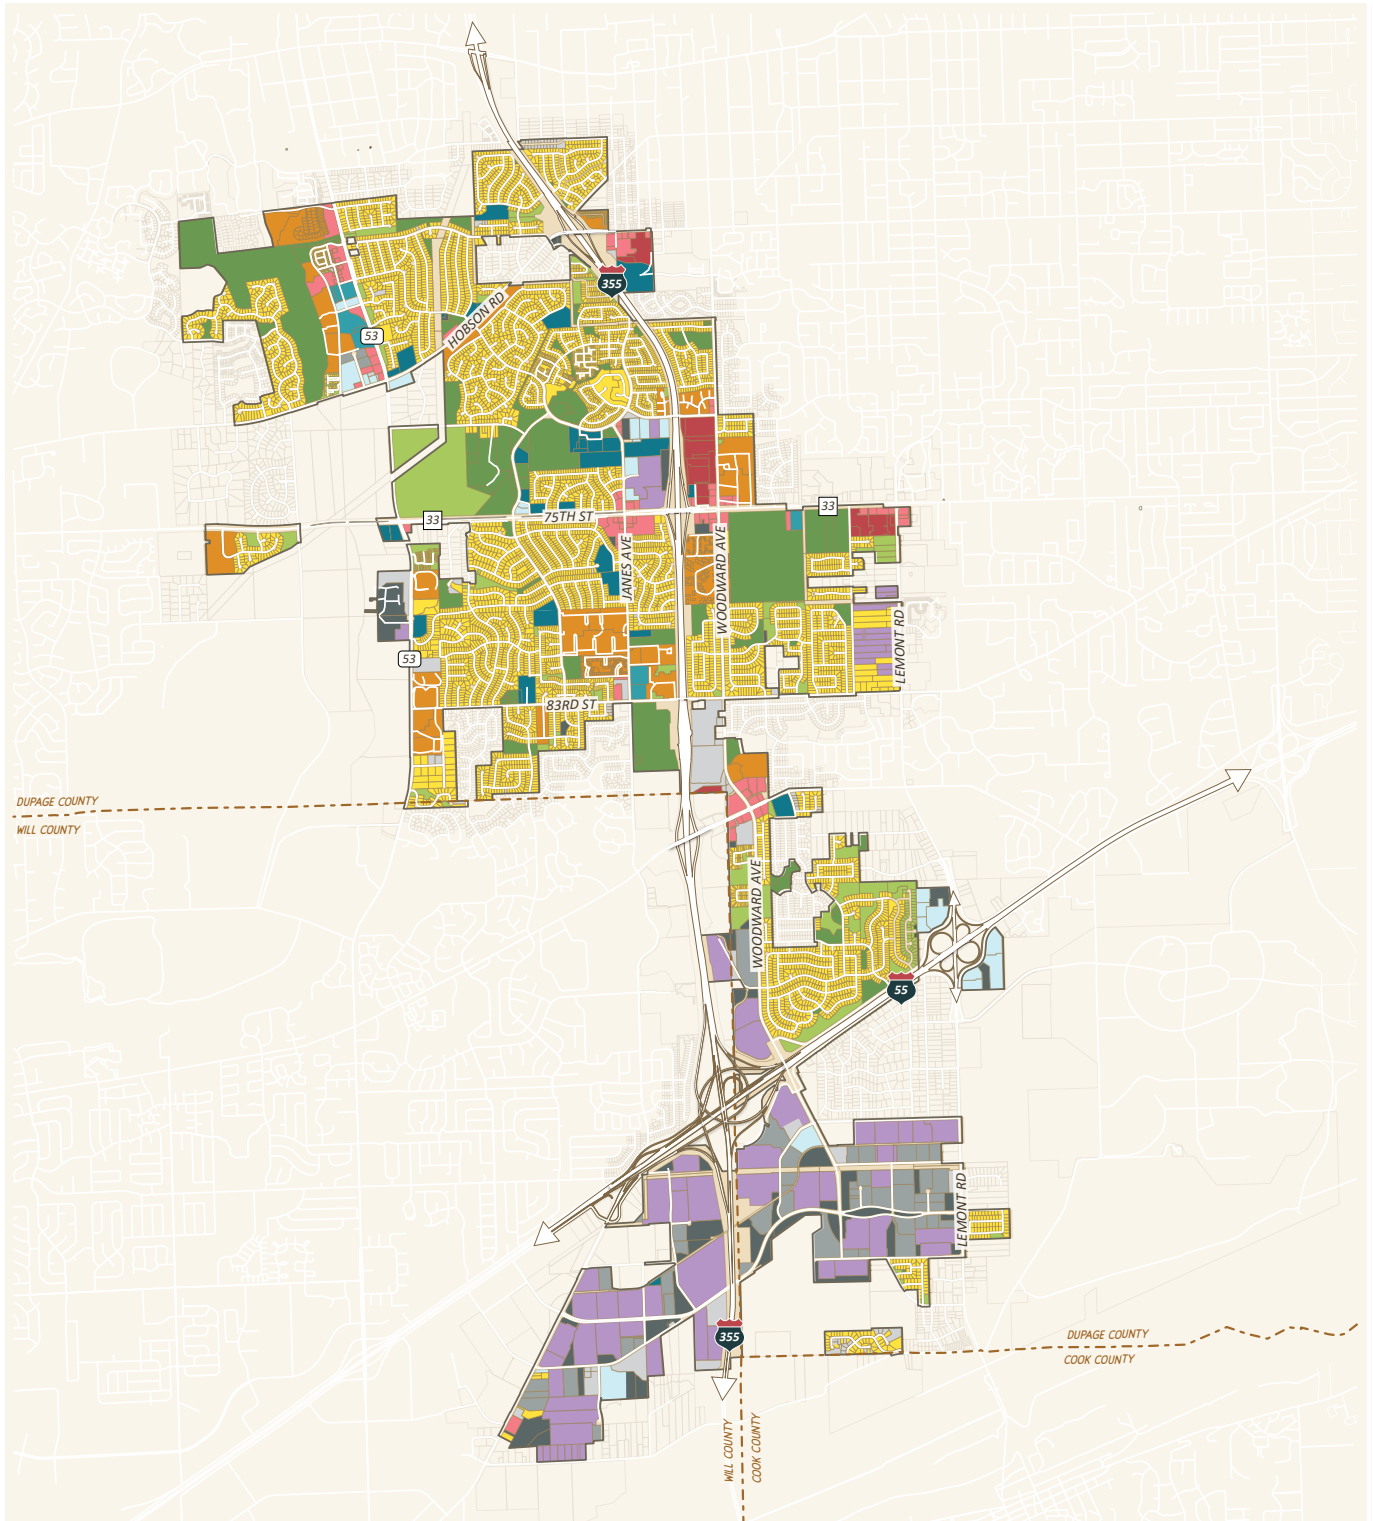 355
HOBSON RD
53
33
33
75TH ST
JANES AVE
WOODWARD AVE
LEMONT RD
53
83RD ST
DUPAGE COUNTY
WILL COUNTY
WOODWARD AVE
55
LEMONT RD
355
DUPAGE COUNTY
COOK COUNTY
WILL COUNTY
COOK COUNTY